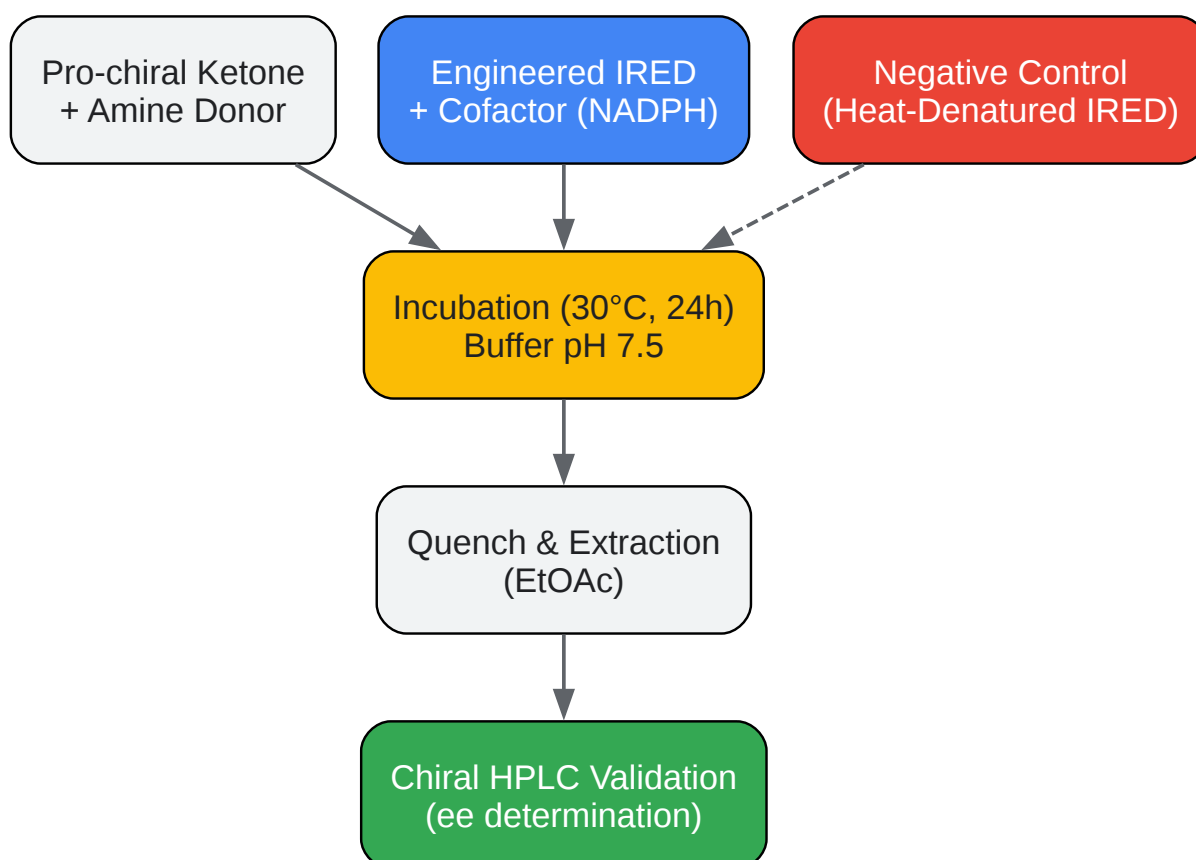 Pro-chiral Ketone
+ Amine Donor
Engineered IRED
+ Cofactor (NADPH)
Negative Control
(Heat-Denatured IRED)
Incubation (30°C, 24h)
Buffer pH 7.5
Quench & Extraction
(EtOAc)
Chiral HPLC Validation
(ee determination)